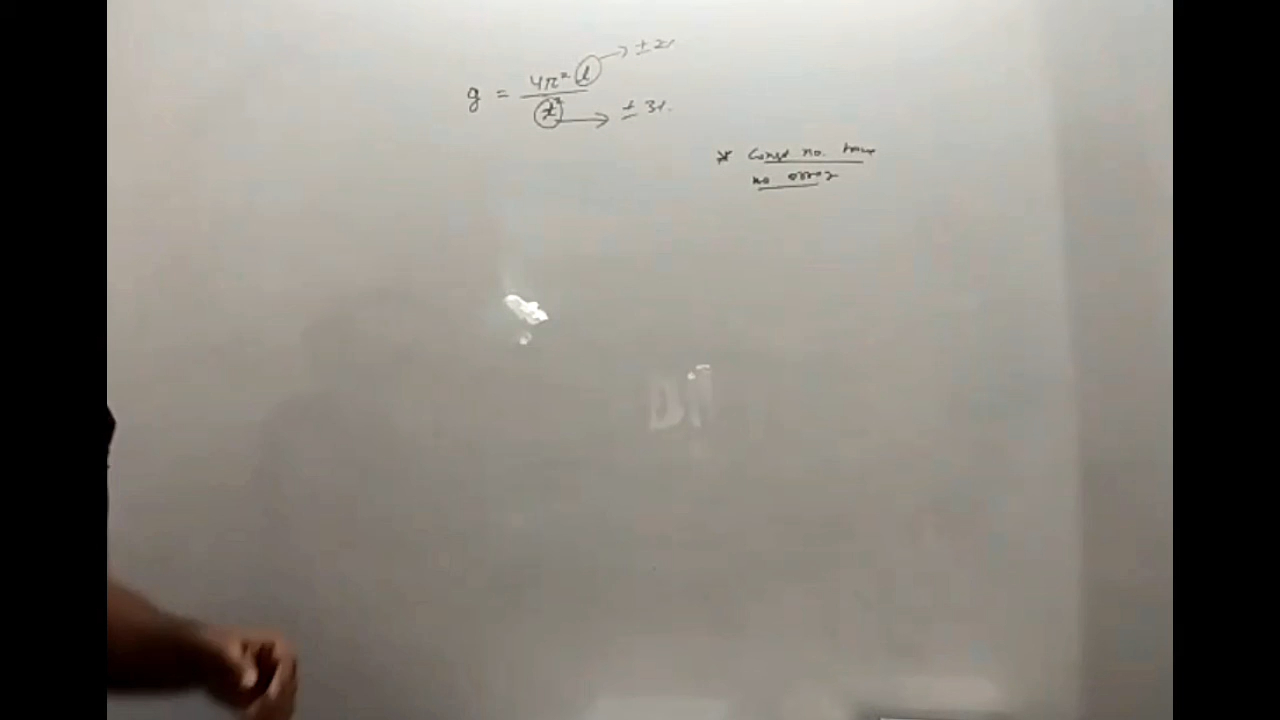 g = 4π² l / t²
→ ± 2%
→ ± 3%.
* Const no. have
no error